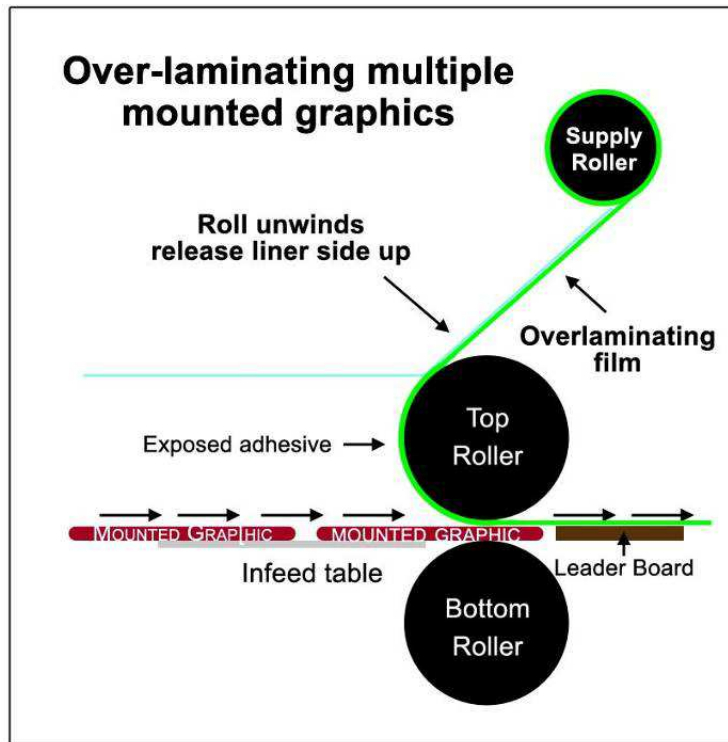 Over-laminating multiple
mounted graphics
Supply
Roller
Roll unwinds
release liner side up
Overlaminating
film
Top
Roller
Exposed adhesive
MOUNTED GRAPHIC
MOUNTED GRAPHIC
Infeed table
Leader Board
Bottom
Roller